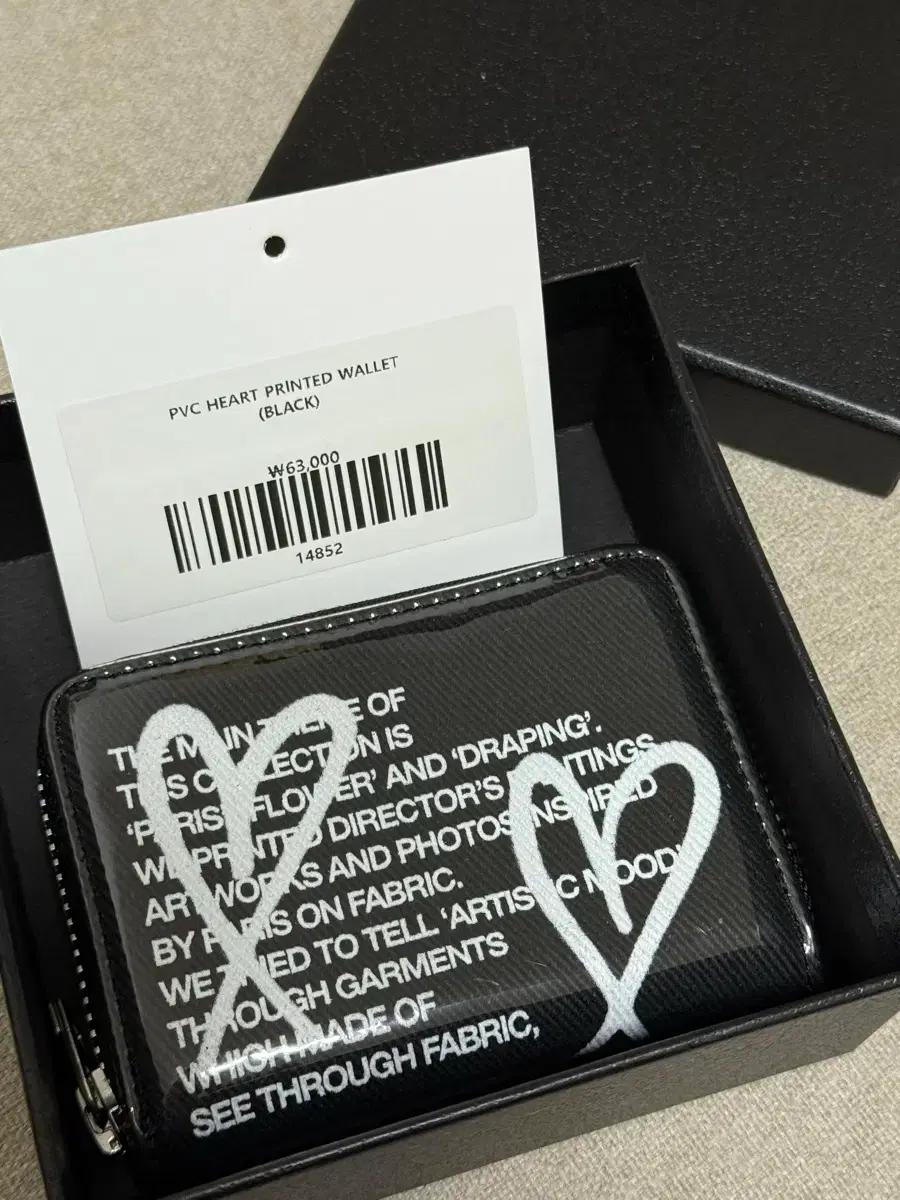 PVC HEART PRINTED WALLET
(BLACK)
₩63,000
14852
THE MAIN THEME OF
THIS COLLECTION IS
'PARIS', 'FLOWER' AND 'DRAPING'.
WE PRINTED DIRECTOR'S PAINTINGS,
ARTWORKS AND PHOTOS INSPIRED
BY PARIS ON FABRIC.
WE TRIED TO TELL 'ARTISTIC MOOD'
THROUGH GARMENTS
WHICH MADE OF
SEE THROUGH FABRIC,